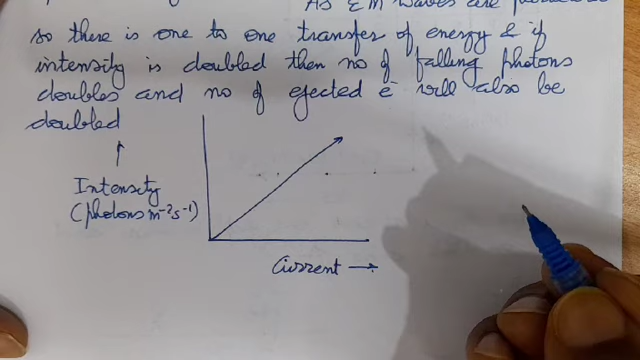 As EM waves are
so there is one to one transfer of energy & if
intensity is doubled then no of falling photons
doubles and no of ejected e⁻ will also be
doubled
Intensity
(photons m⁻² s⁻¹)
Current →